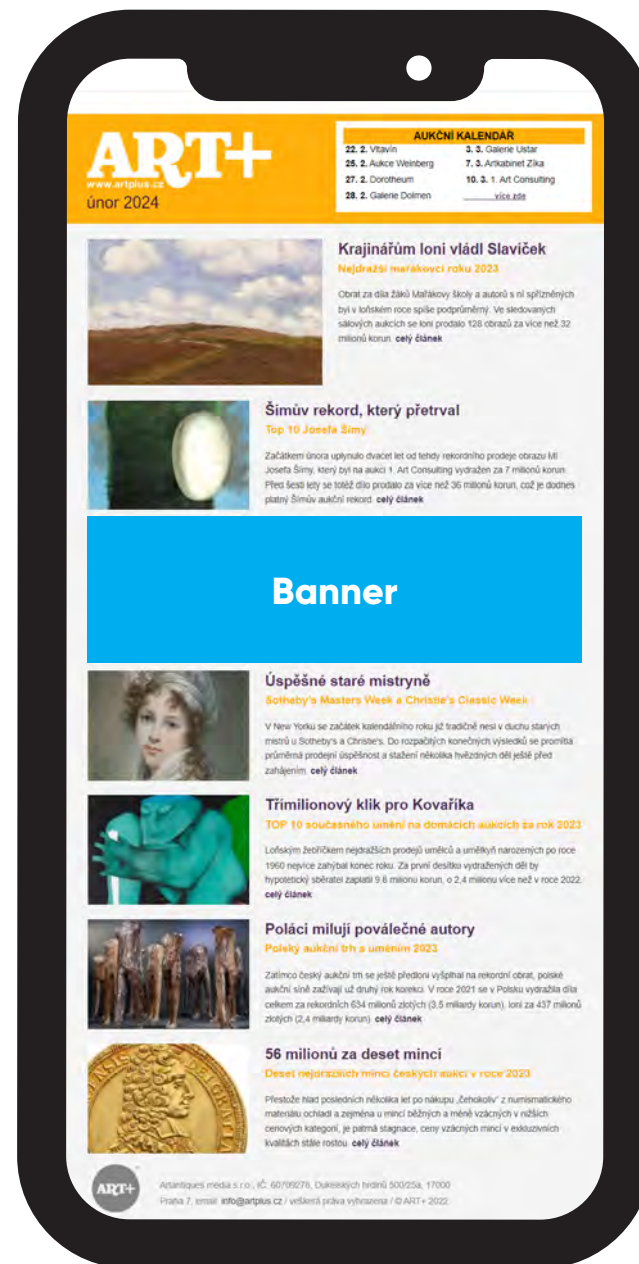 ART+
www.artplus.cz
únor 2024
AUKČNÍ KALENDÁŘ
22. 2. Vltavín
3. 3. Galerie Ustar
25. 2. Aukce Weinberg
7. 3. Artkabinet Zíka
27. 2. Dorotheum
10. 3. 1. Art Consulting
28. 2. Galerie Dolmen
více zde
Krajinářům loni vládl Slavíček
Nejdražší mařákovci roku 2023
Obrat za díla žáků Mařákovy školy a autorů s ní spřízněných
byl v loňském roce spíše podprůměrný. Ve sledovaných
sálových aukcích se loni prodalo 128 obrazů za více než 32
milionů korun. celý článek
Šímův rekord, který přetrval
Top 10 Josefa Šímy
Začátkem února uplynulo dvacet let od tehdy rekordního prodeje obrazu Ml
Josefa Šímy, který byl na aukci 1. Art Consulting vydražen za 7 milionů korun.
Před šesti lety se totéž dílo prodalo za více než 36 milionů korun, což je dodnes
platný Šímův aukční rekord. celý článek
Banner
Úspěšné staré mistryně
Sotheby's Masters Week a Christie's Classic Week
V New Yorku se začátek kalendářního roku již tradičně nesl v duchu starých
mistrů u Sotheby's a Christie's. Do rozpačitých konečných výsledků se promítla
průměrná prodejní úspěšnost a stažení několika hvězdných děl ještě před
zahájením. celý článek
Třímilionový klik pro Kovaříka
TOP 10 současného umění na domácích aukcích za rok 2023
Loňským žebříčkem nejdražších prodejů umělců a umělkyň narozených po roce
1960 nejvíce zahýbal konec roku. Za první desítku vydražených děl by
hypotetický sběratel zaplatil 9,6 milionu korun, o 2,4 milionu více než v roce 2022.
celý článek
Poláci milují poválečné autory
Polský aukční trh s uměním 2023
Zatímco český aukční trh se ještě předloni vyšplhal na rekordní obrat, polské
aukční síně zažívají už druhý rok korekci. V roce 2021 se v Polsku vydražila díla
celkem za rekordních 634 milionů zlotých (3,5 miliardy korun), loni za 437 milionů
zlotých (2,4 miliardy korun). celý článek
56 milionů za deset mincí
Deset nejdražších mincí českých aukcí v roce 2023
Přestože hlad posledních několika let po nákupu „čehokoliv" z numismatického
materiálu ochladl a zejména u mincí běžných a méně vzácných v nižších
cenových kategorií, je patrná stagnace, ceny vzácných mincí v exkluzivních
kvalitách stále rostou. celý článek
ART+
Artantiques media s.r.o., IČ: 60709278, Dukelských hrdinů 500/25a, 17000
Praha 7, email: info@artplus.cz / veškerá práva vyhrazena / © ART+ 2022